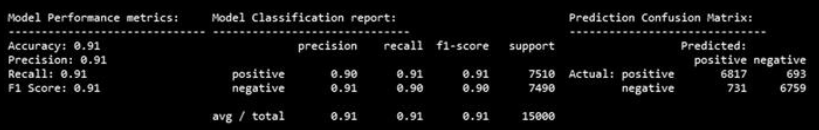 Model Performance metrics:
------------------------------
Accuracy: 0.91
Precision: 0.91
Recall: 0.91
F1 Score: 0.91
Model Classification report:
------------------------------
precision recall f1-score support
positive 0.90 0.91 0.91 7510
negative 0.91 0.90 0.90 7490
avg / total 0.91 0.91 0.91 15000
Prediction Confusion Matrix:
------------------------------
Predicted:
positive negative
Actual: positive 6817 693
negative 731 6759